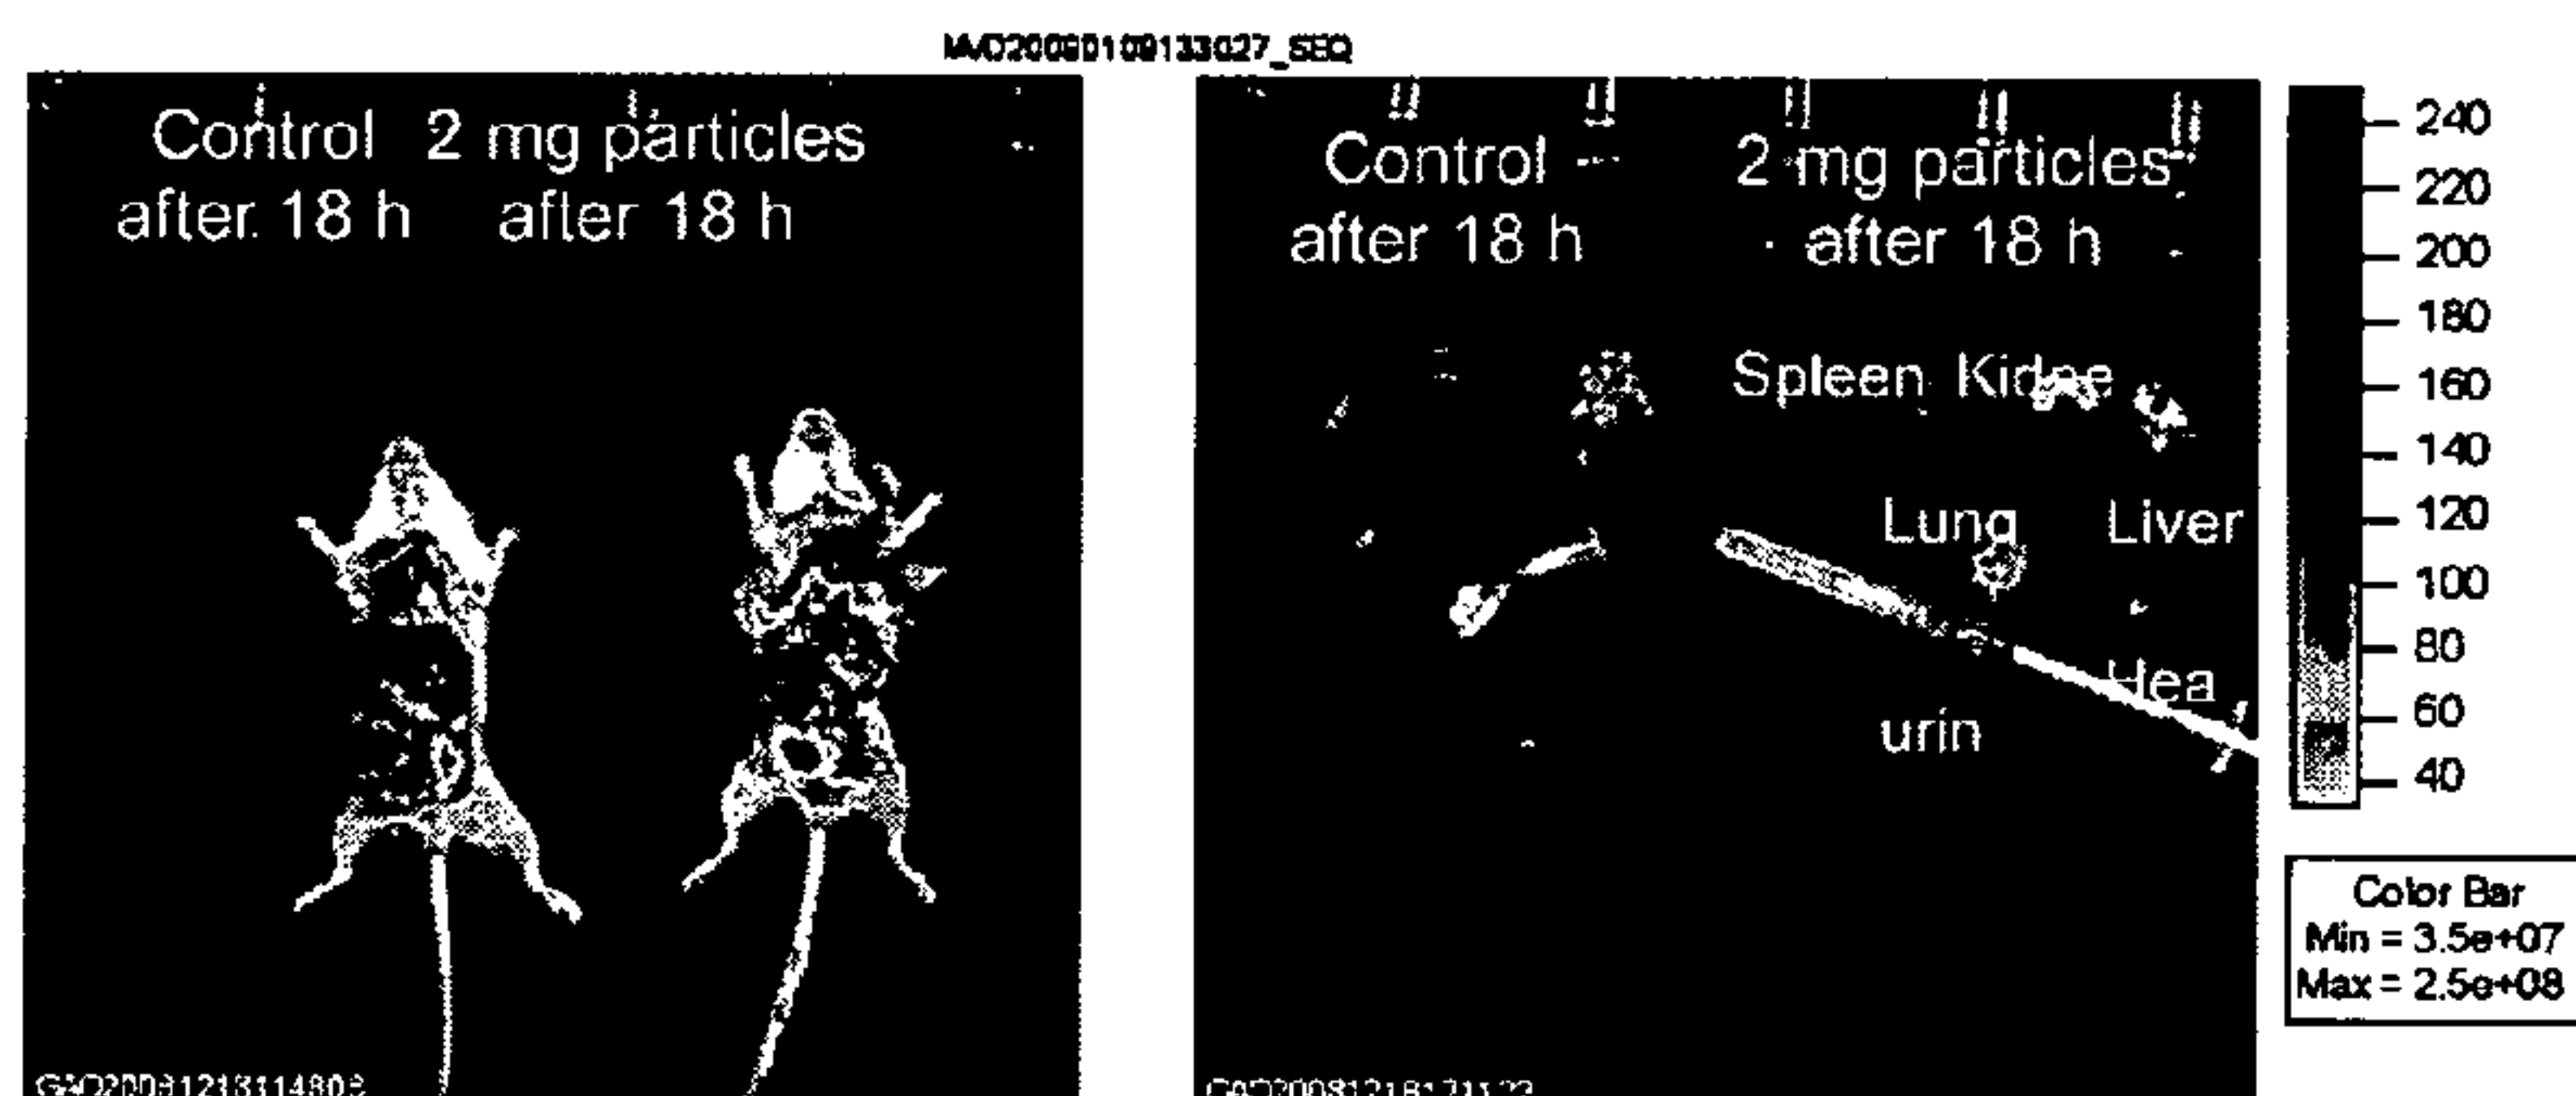 Control 2 mg particles
after 18 h after 18 h
Control 2 mg particles
after 18 h after 18 h
Spleen Kidne
Lung Liver
Hea
urin
240
220
200
180
160
140
120
100
80
60
40
Color Bar
Min = 3.5e+07
Max = 2.5e+08